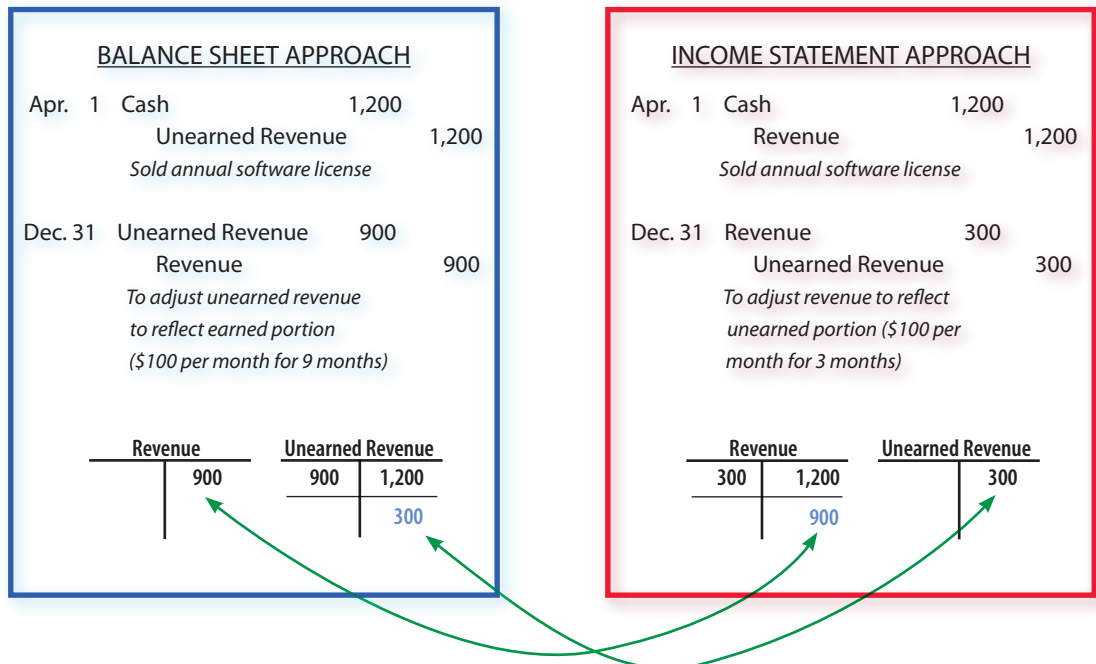 BALANCE SHEET APPROACH
Apr. 1 Cash 1,200
Unearned Revenue 1,200
Sold annual software license
Dec. 31 Unearned Revenue 900
Revenue 900
To adjust unearned revenue
to reflect earned portion
($100 per month for 9 months)
Revenue Unearned Revenue
900 900 1,200
300
INCOME STATEMENT APPROACH
Apr. 1 Cash 1,200
Revenue 1,200
Sold annual software license
Dec. 31 Revenue 300
Unearned Revenue 300
To adjust revenue to reflect
unearned portion ($100 per
month for 3 months)
Revenue Unearned Revenue
300 1,200 300
900